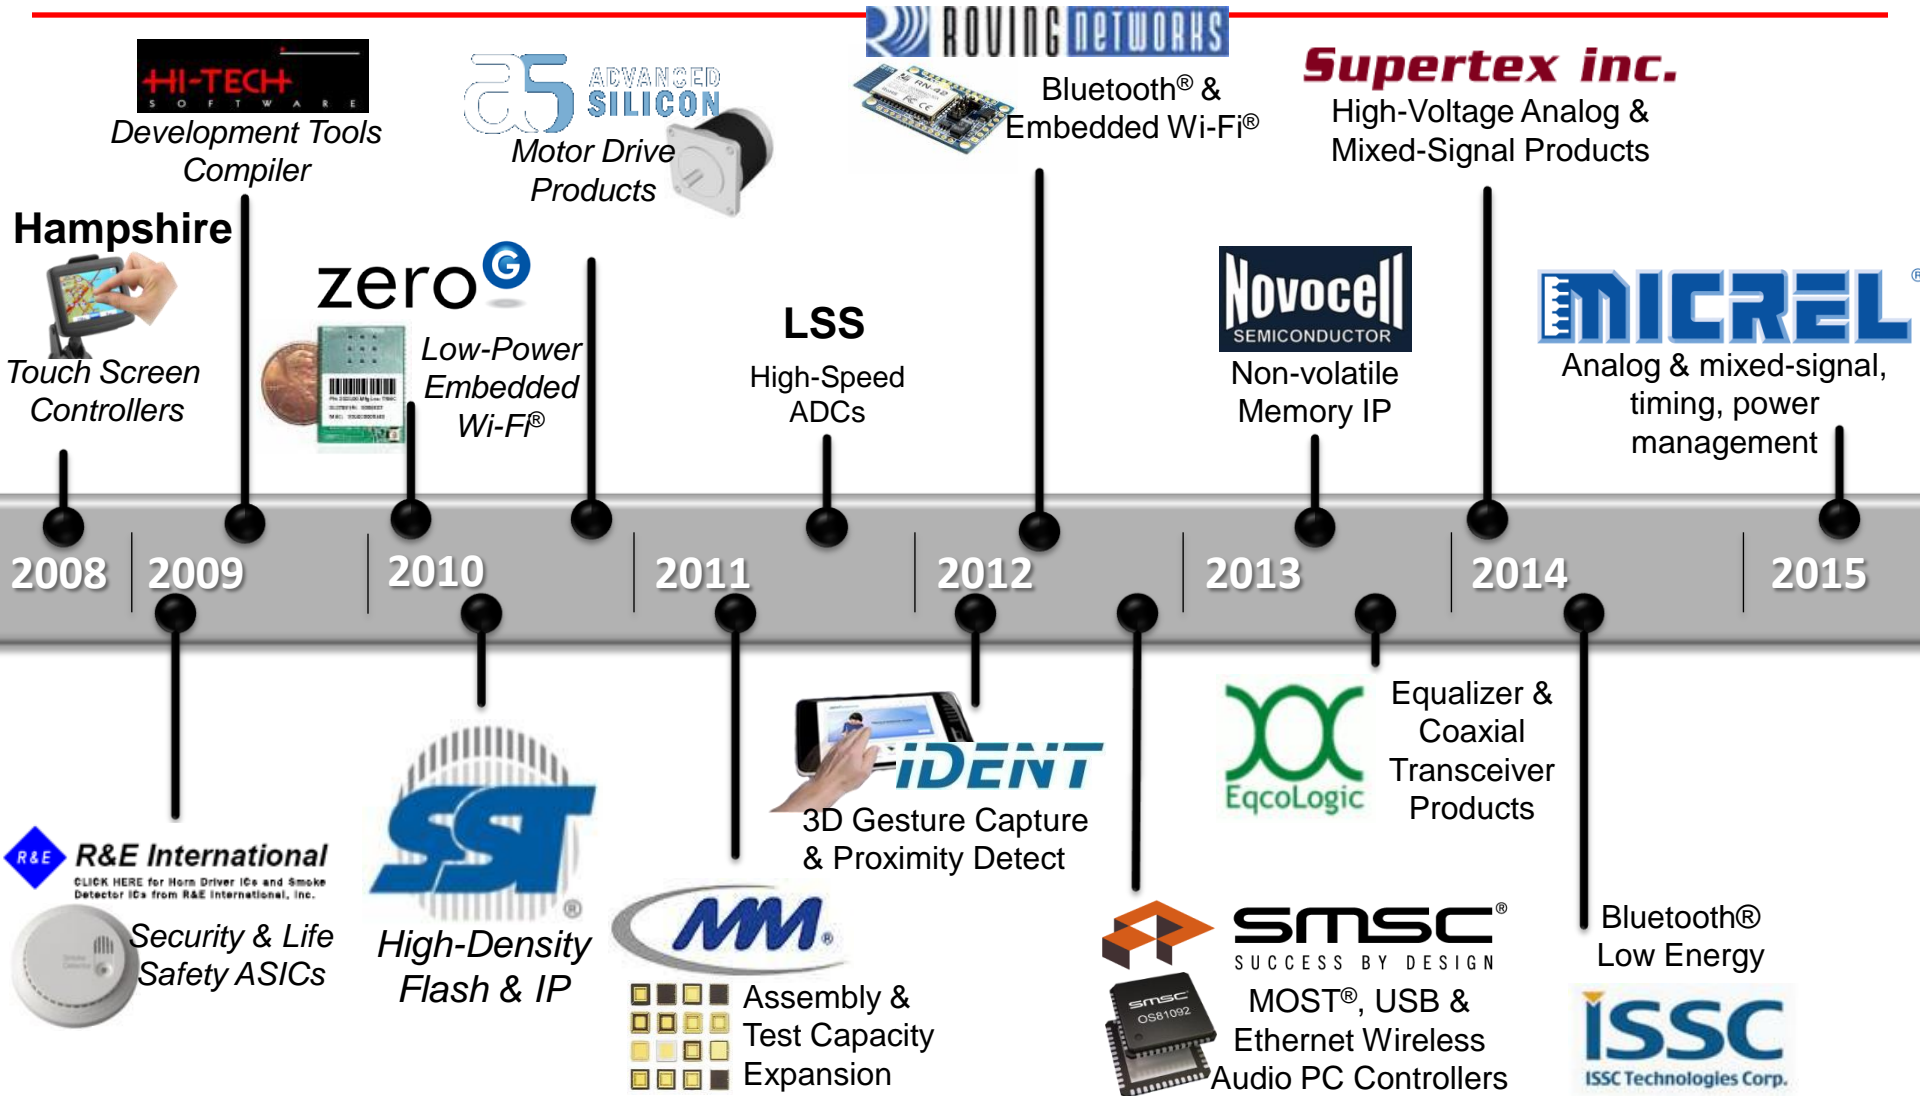 ROVING NETWORKS
HI-TECH
SOFTWARE
Development Tools
Compiler
a5 ADVANCED
SILICON
Motor Drive
Products
RN-42
Bluetooth® &
Embedded Wi-Fi®
Supertex inc.
High-Voltage Analog &
Mixed-Signal Products
Hampshire
Touch Screen
Controllers
zeroG
Low-Power
Embedded
Wi-Fi®
LSS
High-Speed
ADCs
Novocell
SEMICONDUCTOR
Non-volatile
Memory IP
MICREL®
Analog & mixed-signal,
timing, power
management
2008 2009 2010 2011 2012 2013 2014 2015
R&E R&E International
CLICK HERE for Horn Driver ICs and Smoke
Detector ICs from R&E International, Inc.
Security & Life
Safety ASICs
SST®
High-Density
Flash & IP
MM®
Assembly &
Test Capacity
Expansion
iDENT
3D Gesture Capture
& Proximity Detect
smsc®
SUCCESS BY DESIGN
smsc
OS81092
MOST®, USB &
Ethernet Wireless
Audio PC Controllers
EqcoLogic
Equalizer &
Coaxial
Transceiver
Products
Bluetooth®
Low Energy
ISSC
ISSC Technologies Corp.